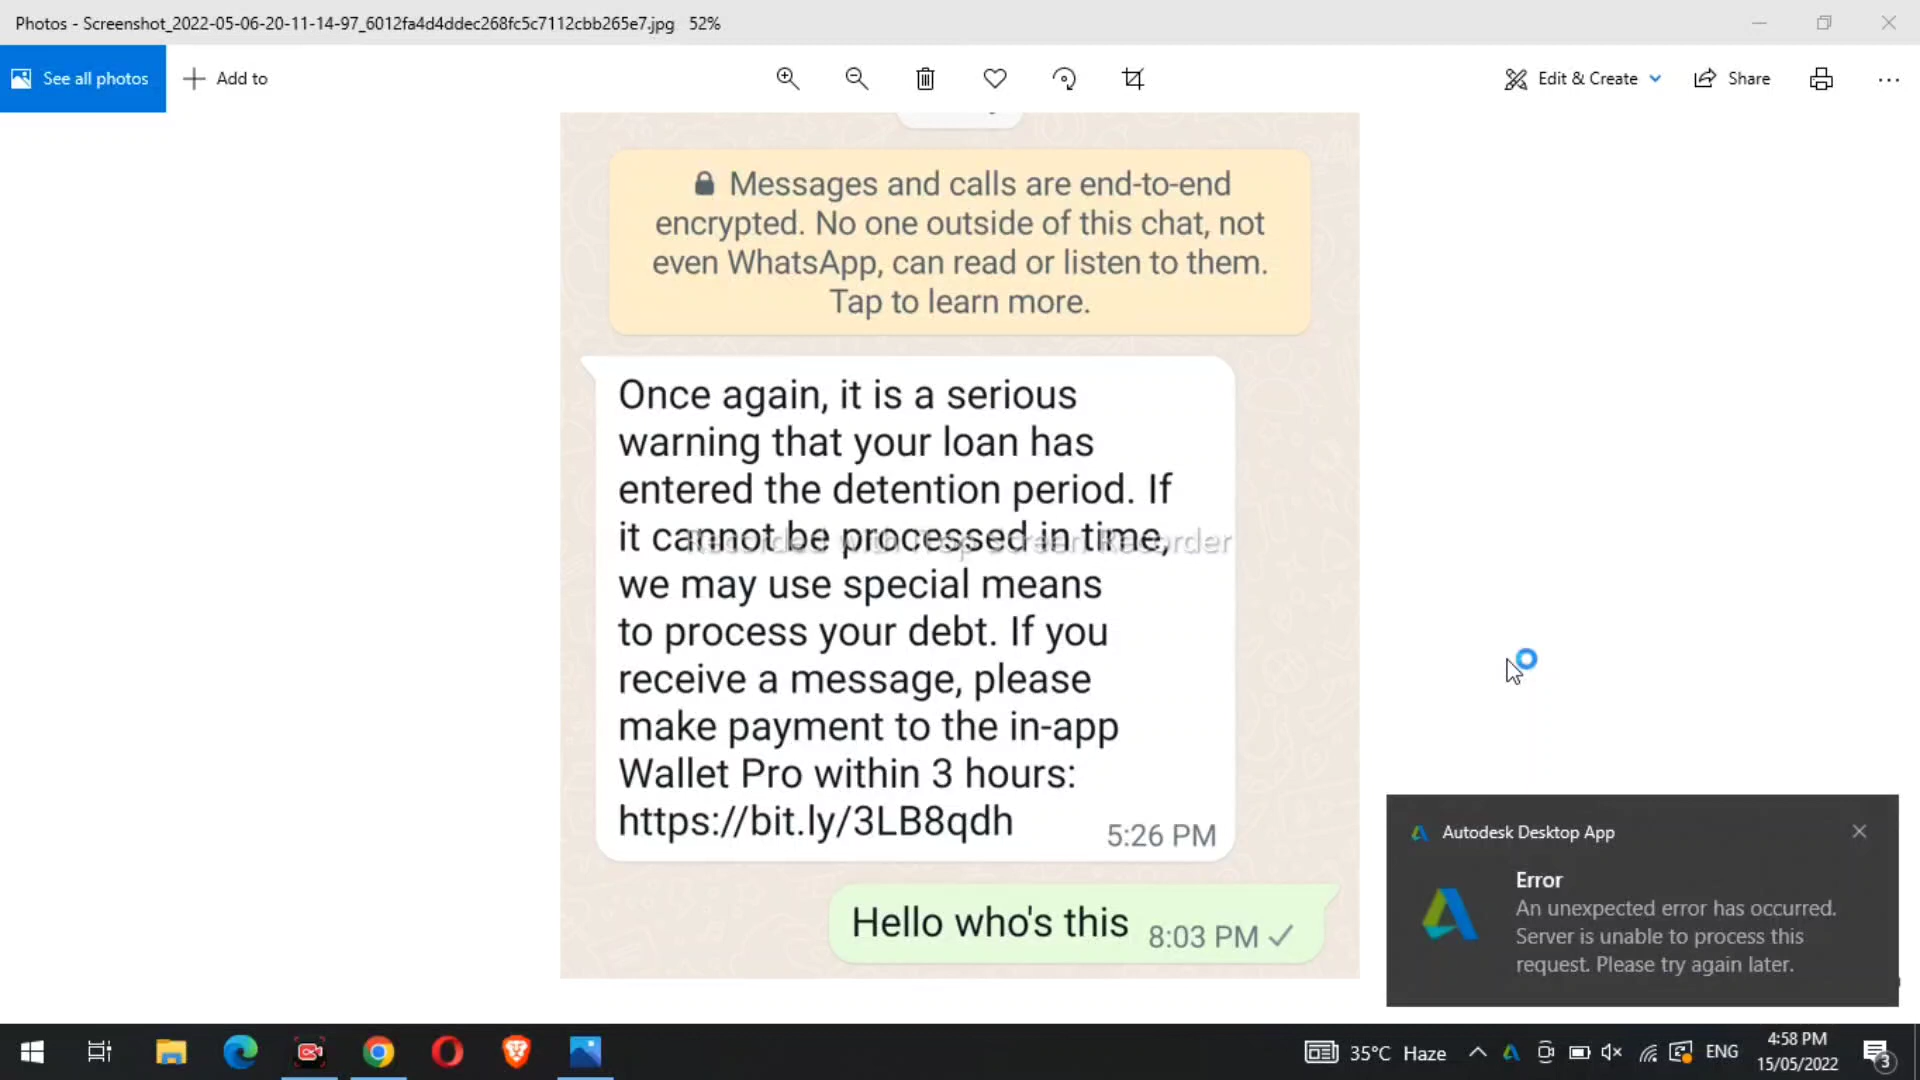 Photos - Screenshot_2022-05-06-20-11-14-97_6012fa4d4ddec268fc5c7112cbb265e7.jpg 52%
See all photos
Add to
Edit & Create
Share
Messages and calls are end-to-end
encrypted. No one outside of this chat, not
even WhatsApp, can read or listen to them.
Tap to learn more.
Once again, it is a serious
warning that your loan has
entered the detention period. If
it cannot be processed in time,
Recorded with iTop Screen Recorder
we may use special means
to process your debt. If you
receive a message, please
make payment to the in-app
Wallet Pro within 3 hours:
https://bit.ly/3LB8qdh
5:26 PM
Hello who's this
8:03 PM
Autodesk Desktop App
Error
An unexpected error has occurred.
Server is unable to process this
request. Please try again later.
35°C Haze
ENG
4:58 PM
15/05/2022
3